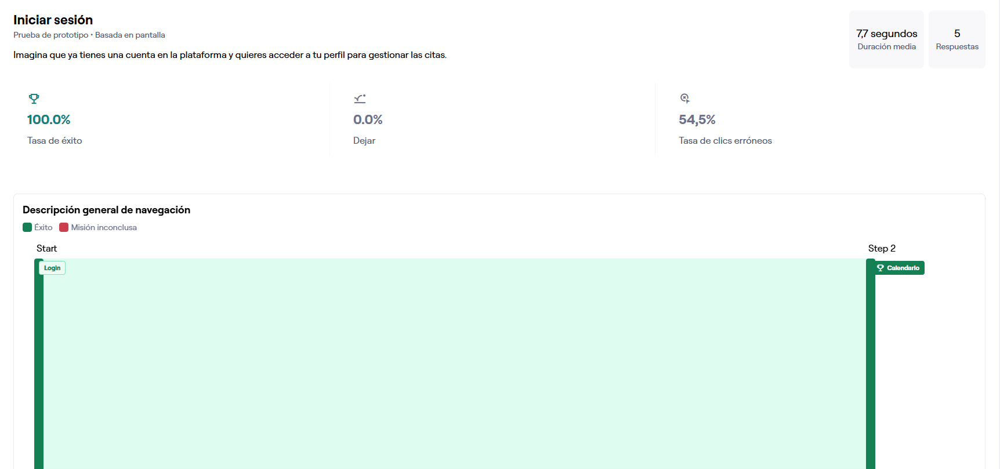 Iniciar sesión
Prueba de prototipo • Basada en pantalla
Imagina que ya tienes una cuenta en la plataforma y quieres acceder a tu perfil para gestionar las citas.
7,7 segundos
Duración media
5
Respuestas
100.0%
Tasa de éxito
0.0%
Dejar
54,5%
Tasa de clics erróneos
Descripción general de navegación
Éxito
Misión inconclusa
Start
Step 2
Login
Calendario